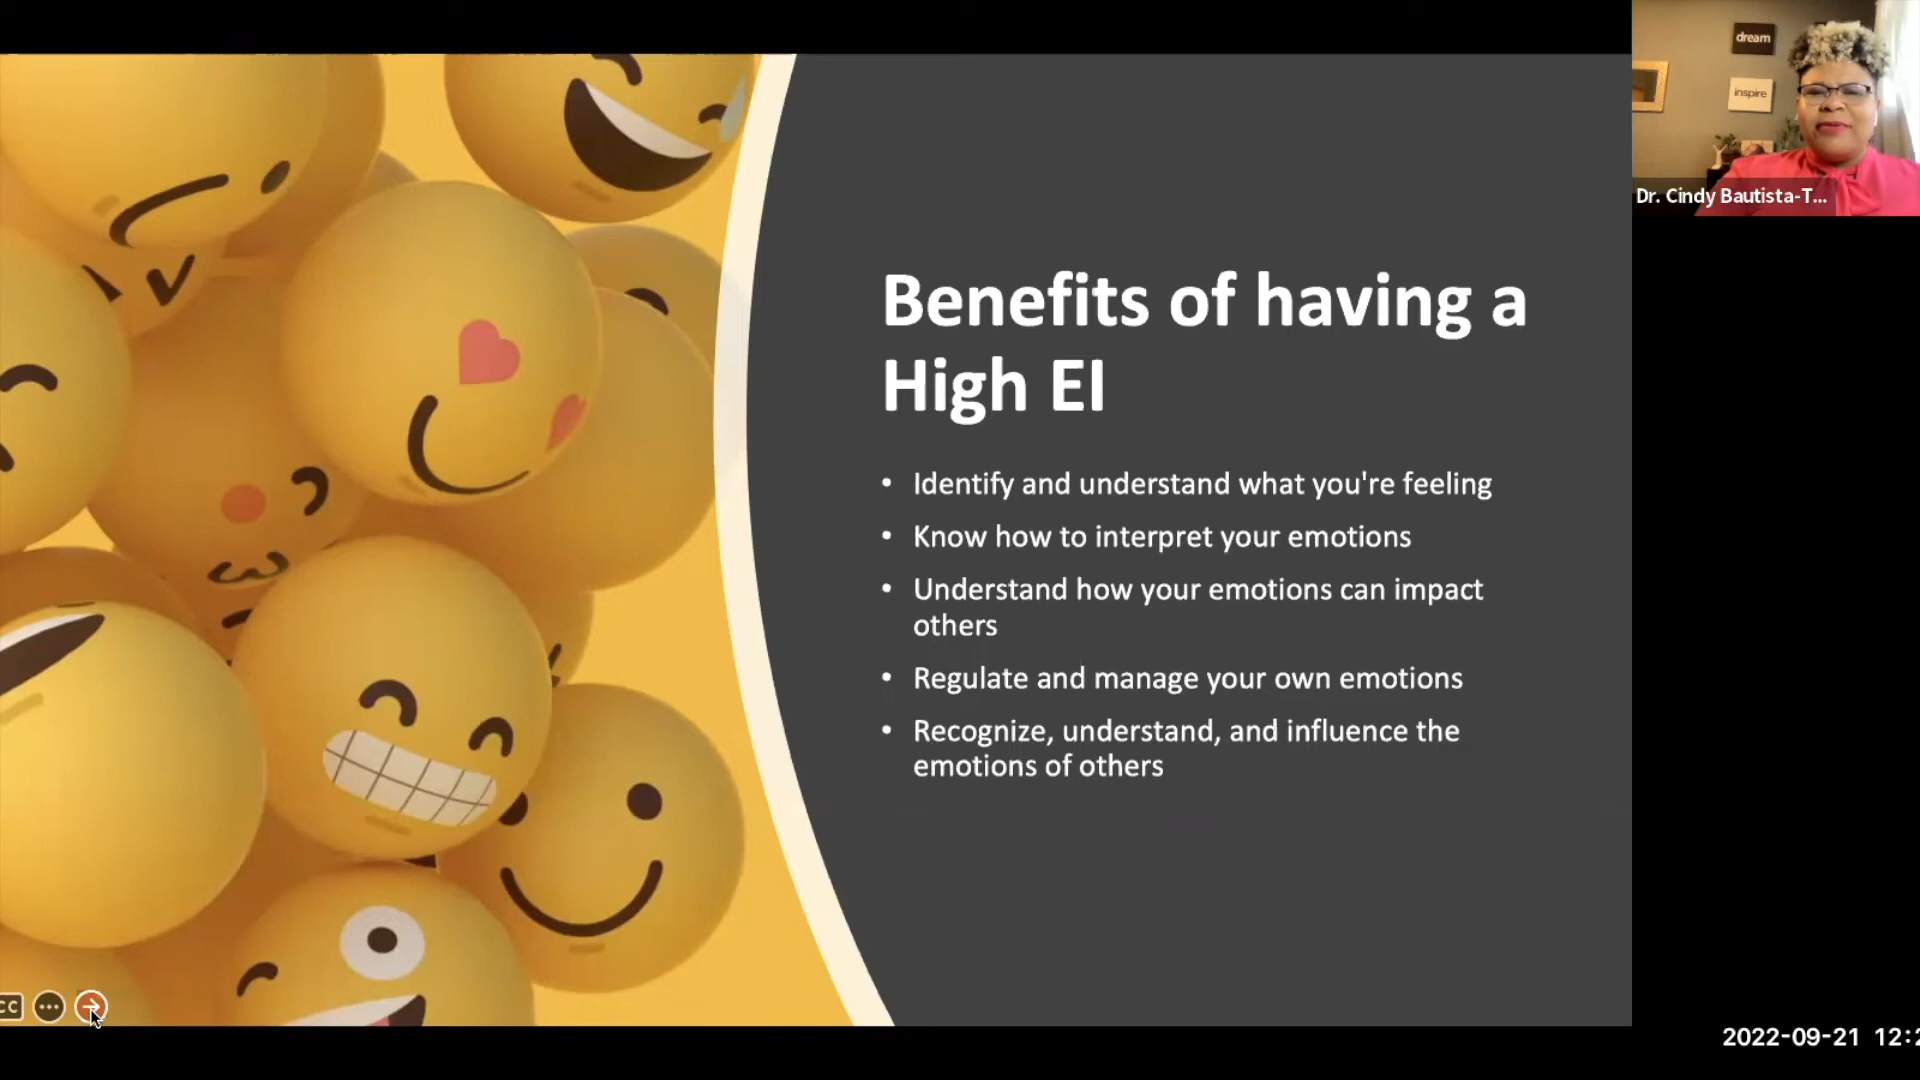 dream
inspire
Dr. Cindy Bautista-T...
Benefits of having a
High EI
• Identify and understand what you're feeling
• Know how to interpret your emotions
• Understand how your emotions can impact
others
• Regulate and manage your own emotions
• Recognize, understand, and influence the
emotions of others
CC
2022-09-21 12:2